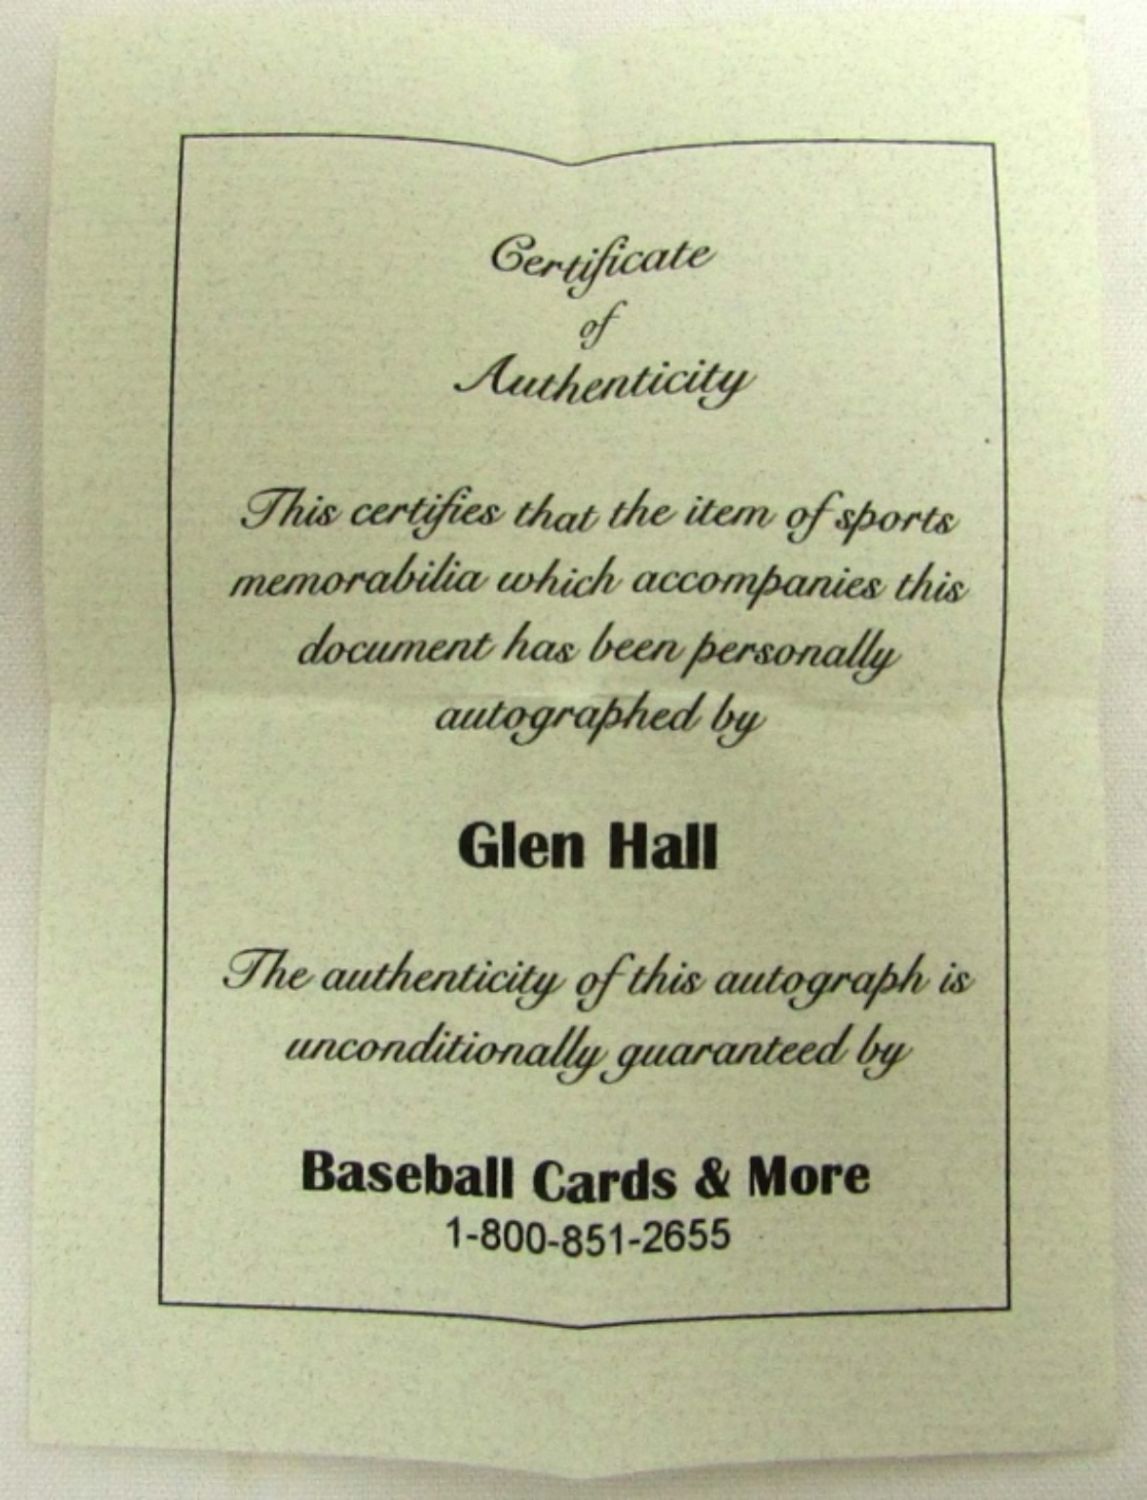 Certificate
of
Authenticity
This certifies that the item of sports
memorabilia which accompanies this
document has been personally
autographed by
Glen Hall
The authenticity of this autograph is
unconditionally guaranteed by
Baseball Cards & More
1-800-851-2655